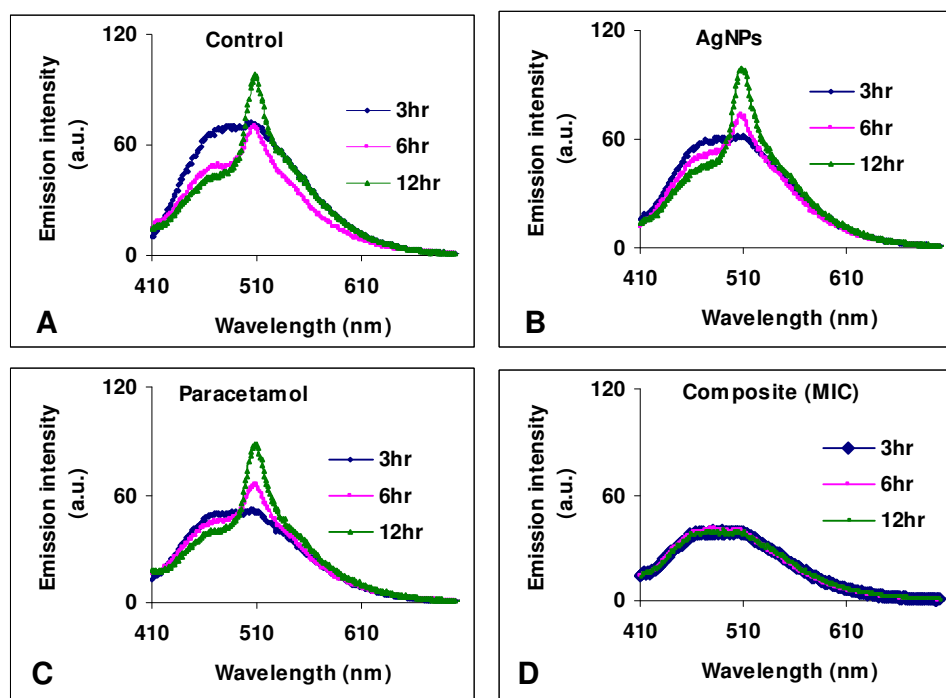 Control
120
60
0
410
510
610
Emission intensity
(a.u.)
Wavelength (nm)
3hr
6hr
12hr
A
AgNPs
120
60
0
410
510
610
Emission intensity
(a.u.)
Wavelength (nm)
3hr
6hr
12hr
B
Paracetamol
120
60
0
410
510
610
Emission intensity
(a.u.)
Wavelength (nm)
3hr
6hr
12hr
C
Composite (MIC)
120
60
0
410
510
610
Emission intensity
(a.u.)
Wavelength (nm)
3hr
6hr
12hr
D